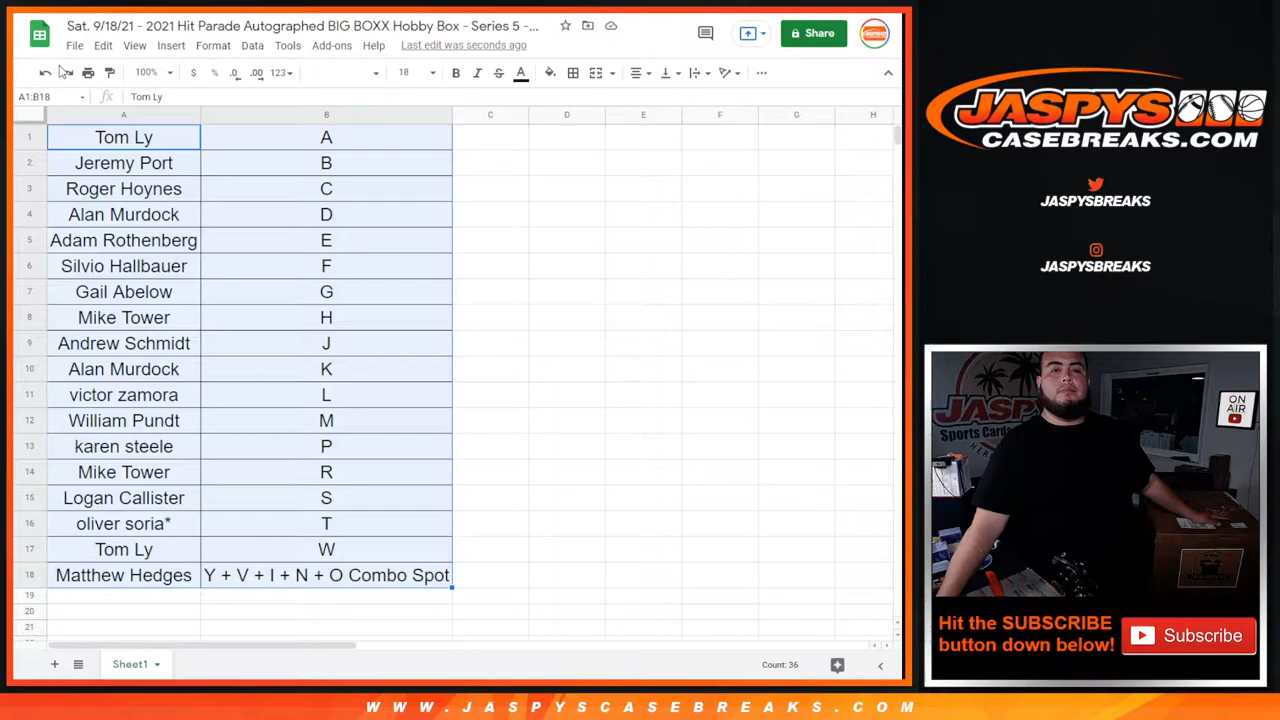 Sat. 9/18/21 - 2021 Hit Parade Autographed BIG BOXX Hobby Box - Series 5 -...
File Edit View Insert Format Data Tools Add-ons Help Last edit was seconds ago
Share
100% $ % .0 .00 123 18 B I S A
A1:B18 fx Tom Ly
A B C D E F G H
1 Tom Ly A
2 Jeremy Port B
3 Roger Hoynes C
4 Alan Murdock D
5 Adam Rothenberg E
6 Silvio Hallbauer F
7 Gail Abelow G
8 Mike Tower H
9 Andrew Schmidt J
10 Alan Murdock K
11 victor zamora L
12 William Pundt M
13 karen steele P
14 Mike Tower R
15 Logan Callister S
16 oliver soria* T
17 Tom Ly W
18 Matthew Hedges Y + V + I + N + O Combo Spot
19
20
21
Sheet1
Count: 36
JASPYS
CASEBREAKS.COM
JASPYSBREAKS
JASPYSBREAKS
JASPYS
Sports Cards
ON
AIR
Hit the SUBSCRIBE
button down below!
Subscribe
WWW.JASPYSCASEBREAKS.COM